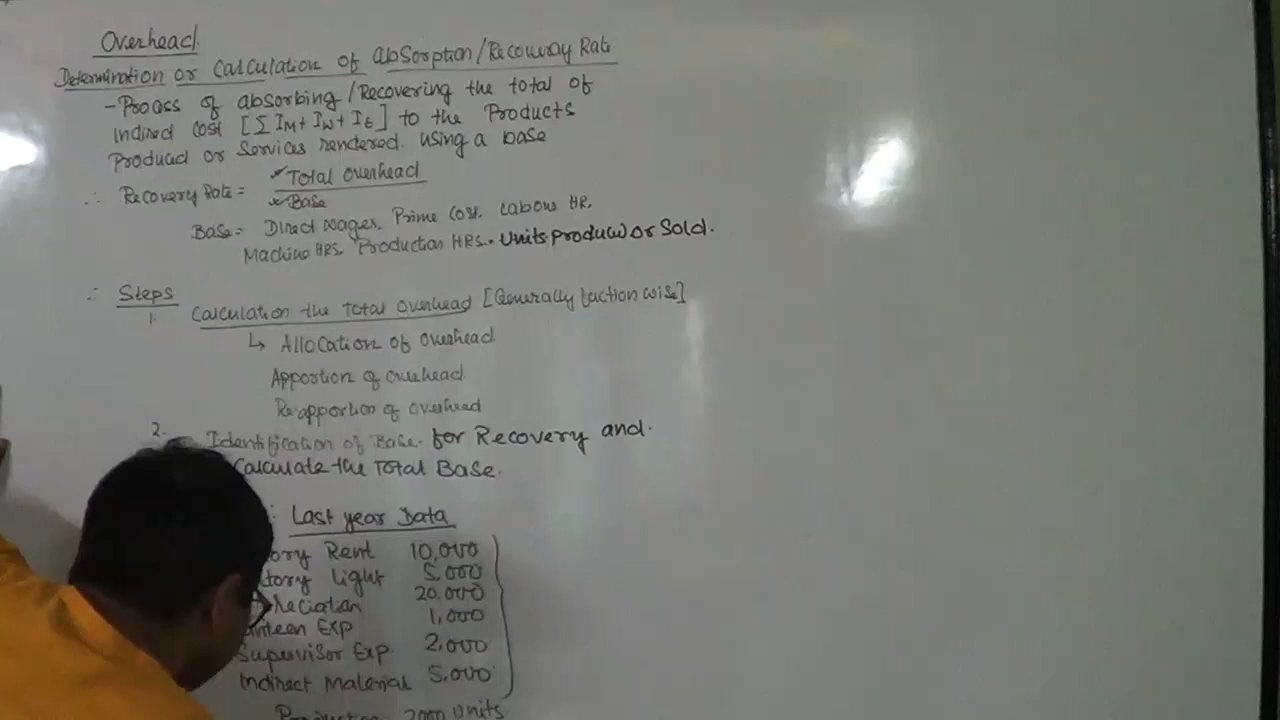 Overhead.
Determination or Calculation of Absorption/Recovery Rate
- Process of absorbing/Recovering the total of
Indirect cost [Σ IM + IW + IE] to the Products
Produced or Services rendered. using a base
∴ Recovery Rate = Total overhead
Base
Base = Direct wages, Prime Cost. Labour HR.
Machine HRS. Production HRS. Units produced or Sold.
∴ Steps
1. Calculation the Total overhead [Generally faction wise]
↳ Allocation of overhead.
Apportion of overhead.
Re-apportion of overhead
2. Identification of Base. for Recovery and.
Calculate the Total Base.
: Last year Data
ory Rent 10,000
tory light 5,000
reciation 20,000
nteen Exp 1,000
Supervisor Exp. 2,000
Indirect Material 5,000
2000 Units